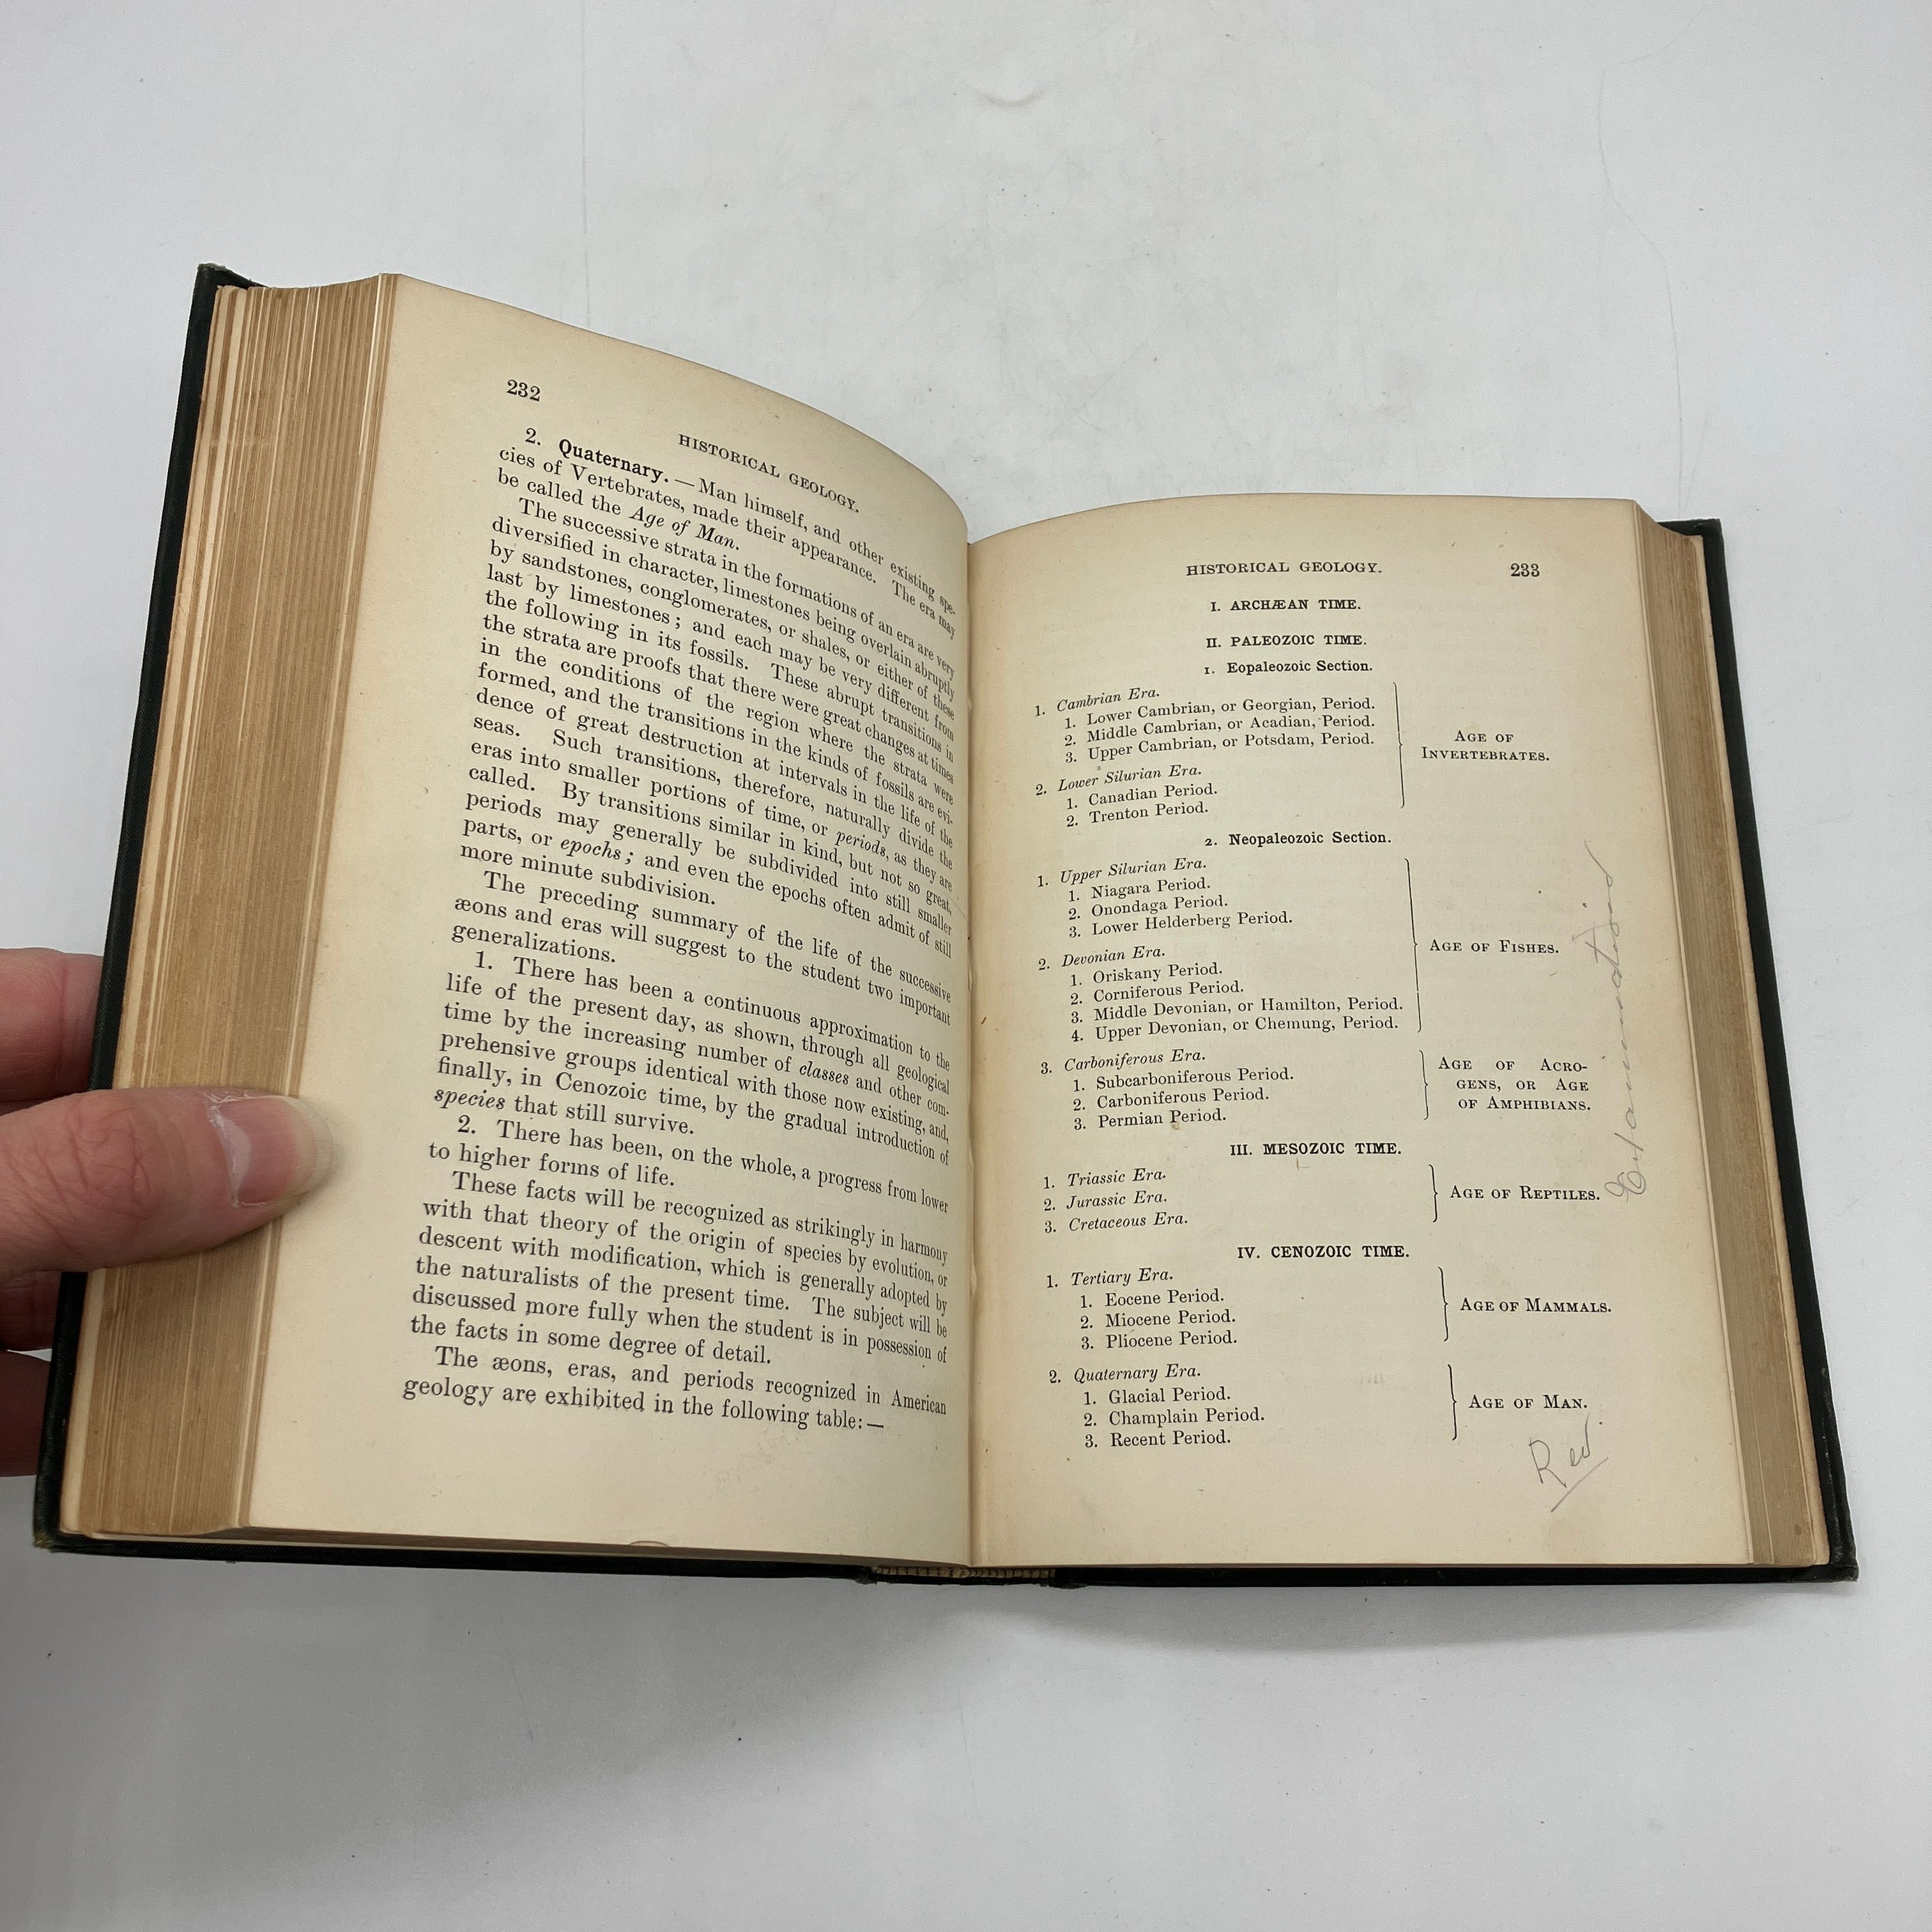 232
HISTORICAL GEOLOGY.
2. Quaternary. — Man himself, and other existing spe-
cies of Vertebrates, made their appearance. The era may
be called the Age of Man.
The successive strata in the formations of an era are very
diversified in character, limestones being overlain abruptly
by sandstones, conglomerates, or shales, or either of these
last by limestones; and each may be very different from
the following in its fossils. These abrupt transitions in
the strata are proofs that there were great changes at times
in the conditions of the region where the strata were
formed, and the transitions in the kinds of fossils are evi-
dence of great destruction at intervals in the life of the
seas. Such transitions, therefore, naturally divide the
eras into smaller portions of time, or periods, as they are
called. By transitions similar in kind, but not so great,
periods may generally be subdivided into still smaller
parts, or epochs; and even the epochs often admit of still
more minute subdivision.
The preceding summary of the life of the successive
æons and eras will suggest to the student two important
generalizations.
1. There has been a continuous approximation to the
life of the present day, as shown, through all geological
time by the increasing number of classes and other com-
prehensive groups identical with those now existing, and,
finally, in Cenozoic time, by the gradual introduction of
species that still survive.
2. There has been, on the whole, a progress from lower
to higher forms of life.
These facts will be recognized as strikingly in harmony
with that theory of the origin of species by evolution, or
descent with modification, which is generally adopted by
the naturalists of the present time. The subject will be
discussed more fully when the student is in possession of
the facts in some degree of detail.
The æons, eras, and periods recognized in American
geology are exhibited in the following table: —
HISTORICAL GEOLOGY. 233
I. ARCHÆAN TIME.
II. PALEOZOIC TIME.
1. Eopaleozoic Section.
1. Cambrian Era.
1. Lower Cambrian, or Georgian, Period.
2. Middle Cambrian, or Acadian, Period.
3. Upper Cambrian, or Potsdam, Period.
2. Lower Silurian Era.
1. Canadian Period.
2. Trenton Period.
AGE OF
INVERTEBRATES.
2. Neopaleozoic Section.
1. Upper Silurian Era.
1. Niagara Period.
2. Onondaga Period.
3. Lower Helderberg Period.
2. Devonian Era.
1. Oriskany Period.
2. Corniferous Period.
3. Middle Devonian, or Hamilton, Period.
4. Upper Devonian, or Chemung, Period.
AGE OF FISHES.
3. Carboniferous Era.
1. Subcarboniferous Period.
2. Carboniferous Period.
3. Permian Period.
AGE OF ACRO-
GENS, OR AGE
OF AMPHIBIANS.
III. MESOZOIC TIME.
1. Triassic Era.
2. Jurassic Era.
3. Cretaceous Era.
AGE OF REPTILES.
IV. CENOZOIC TIME.
1. Tertiary Era.
1. Eocene Period.
2. Miocene Period.
3. Pliocene Period.
AGE OF MAMMALS.
2. Quaternary Era.
1. Glacial Period.
2. Champlain Period.
3. Recent Period.
AGE OF MAN.
Examination
Rev.